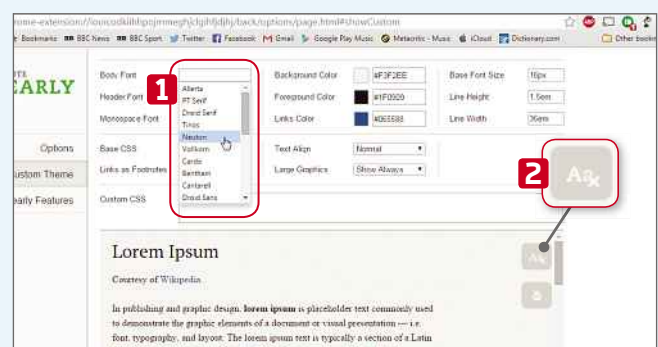 rome-extension://iooicodkiihhpojmmeghjclgihfjdjhj/back/options/page.html#showCustom
Bookmarks BBC News BBC Sport Twitter Facebook Gmail Google Play Music Metacritic - Music iCloud Dictionary.com Other bookm
EARLY
Options
ustom Theme
early Features
Body Font
Header Font
Monospace Font
Base CSS
Links as Footnotes
Custom CSS
1
Allerta
PT Serif
Droid Serif
Tinos
Neuton
Vollkorn
Cardo
Bentham
Cantarell
Droid Sans
Background Color #F3F2EE
Foreground Color #1F0909
Links Color #065588
Text Align Normal
Large Graphics Show Always
Base Font Size 16px
Line Height 1.5em
Line Width 36em
2
Aa
Lorem Ipsum
Courtesy of Wikipedia
In publishing and graphic design, lorem ipsum is placeholder text commonly used
to demonstrate the graphic elements of a document or visual presentation — i.e.
font, typography, and layout. The lorem ipsum text is typically a section of a Latin